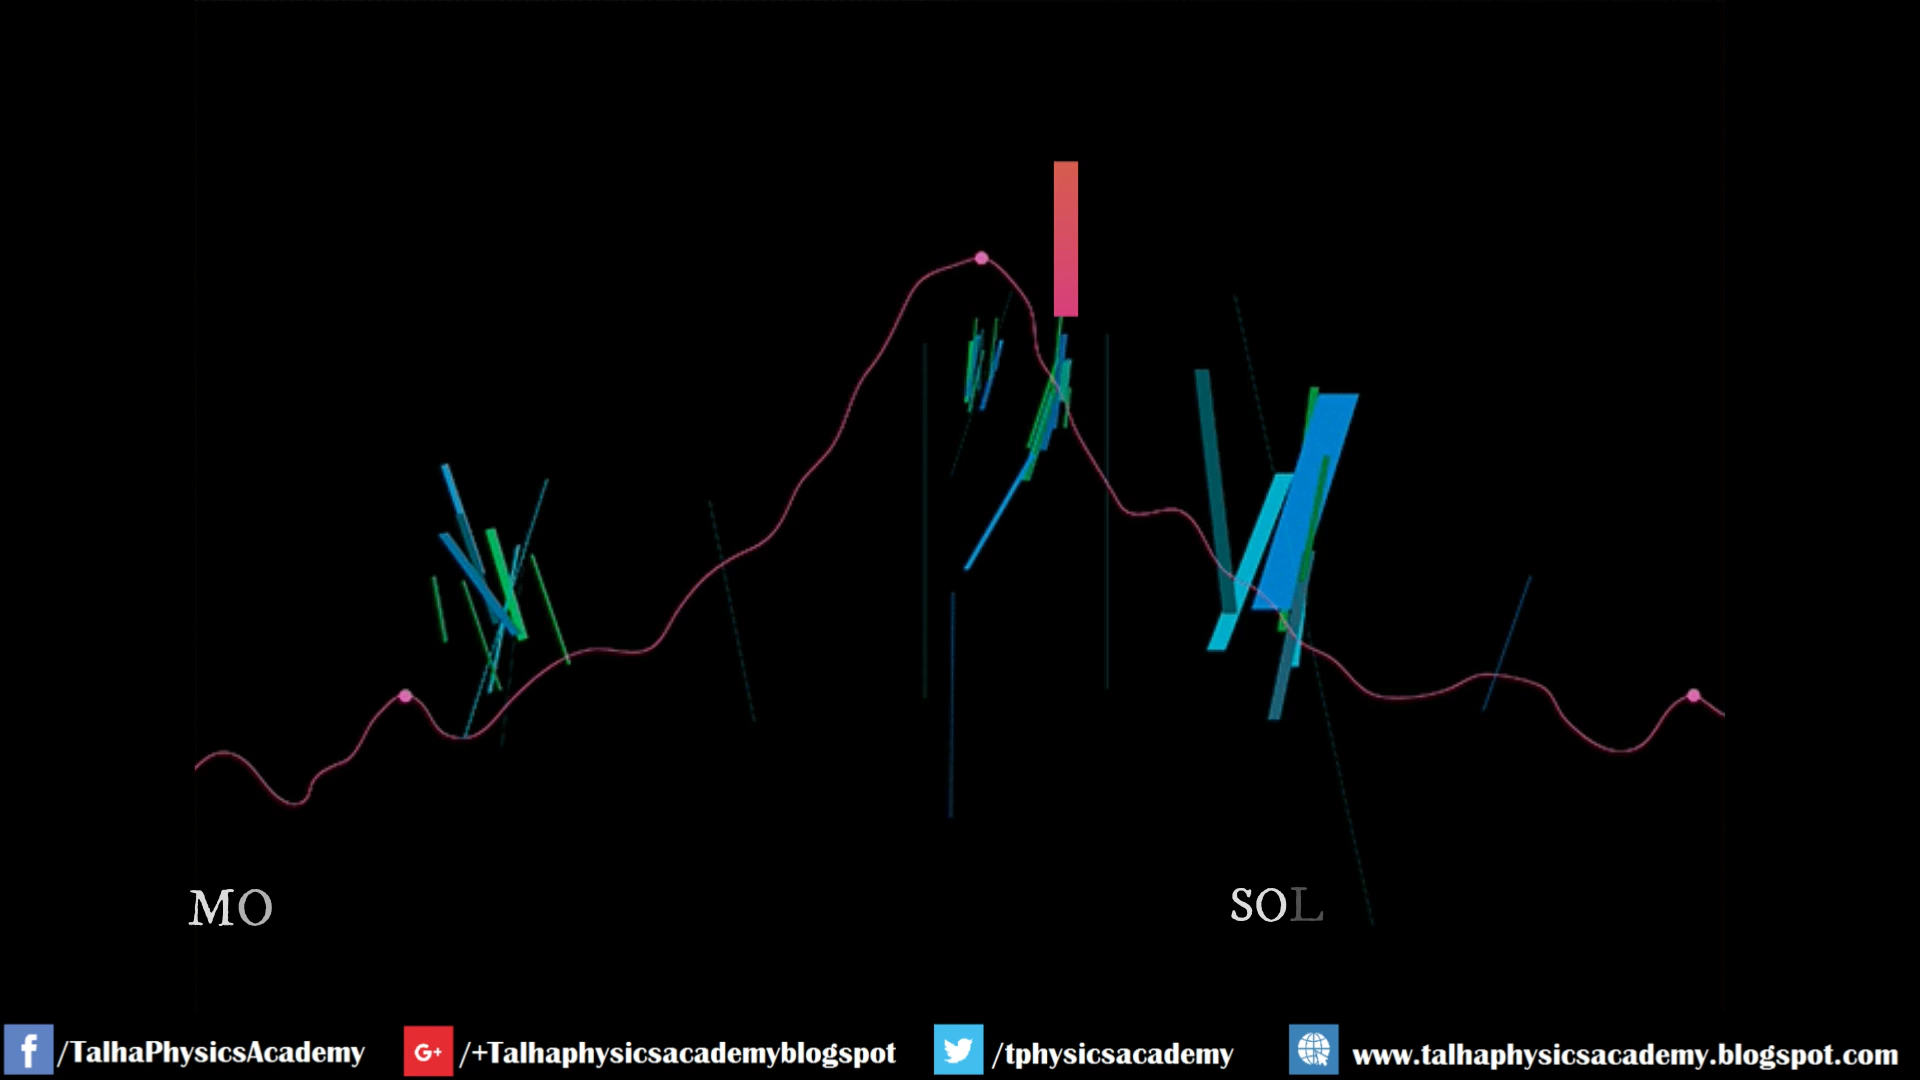 MO
SOL
/TalhaPhysicsAcademy
/+Talhaphysicsacademyblogspot
/tphysicsacademy
www.talhaphysicsacademy.blogspot.com